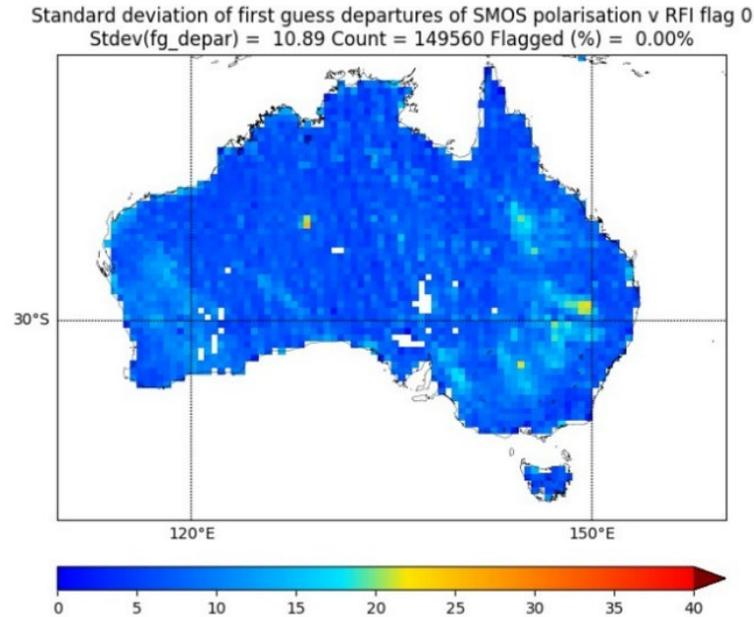 Standard deviation of first guess departures of SMOS polarisation v RFI flag 0
Stdev(fg_depar) = 10.89 Count = 149560 Flagged (%) = 0.00%
30°S
120°E 150°E
0 5 10 15 20 25 30 35 40